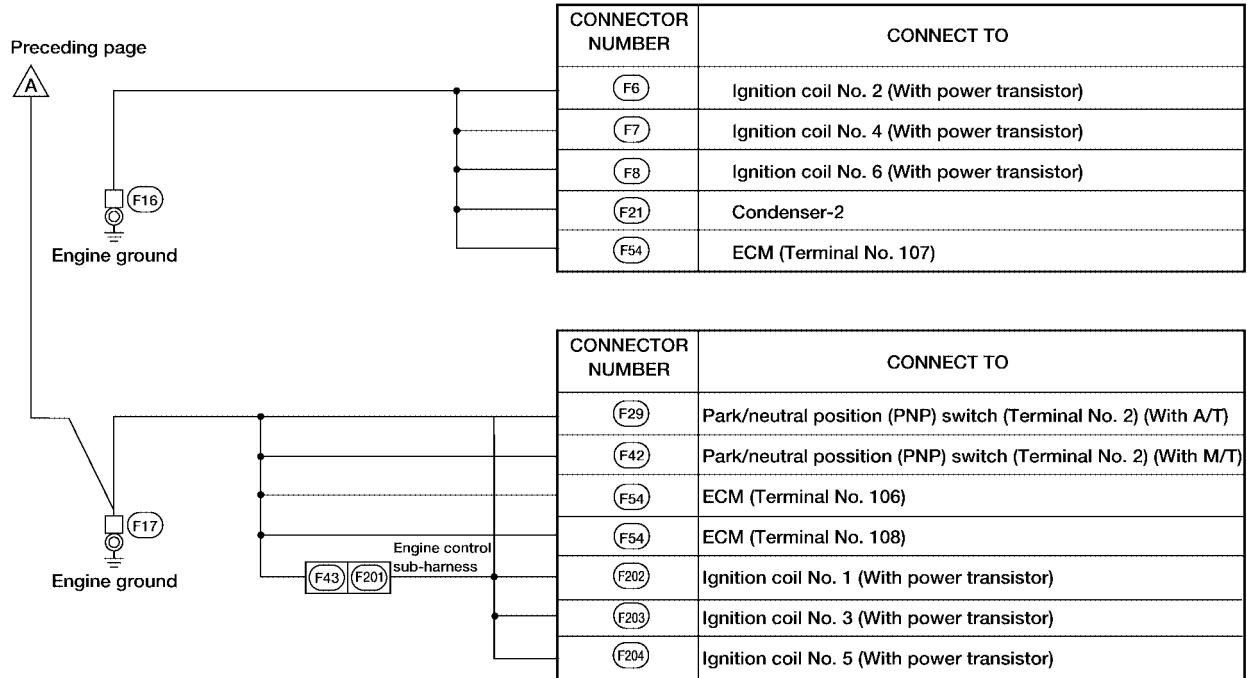 Preceding page
A
F16
Engine ground
CONNECTOR NUMBER CONNECT TO
F6 Ignition coil No. 2 (With power transistor)
F7 Ignition coil No. 4 (With power transistor)
F8 Ignition coil No. 6 (With power transistor)
F21 Condenser-2
F54 ECM (Terminal No. 107)
F17
Engine ground
F43 F201
Engine control
sub-harness
CONNECTOR NUMBER CONNECT TO
F29 Park/neutral position (PNP) switch (Terminal No. 2) (With A/T)
F42 Park/neutral possition (PNP) switch (Terminal No. 2) (With M/T)
F54 ECM (Terminal No. 106)
F54 ECM (Terminal No. 108)
F202 Ignition coil No. 1 (With power transistor)
F203 Ignition coil No. 3 (With power transistor)
F204 Ignition coil No. 5 (With power transistor)